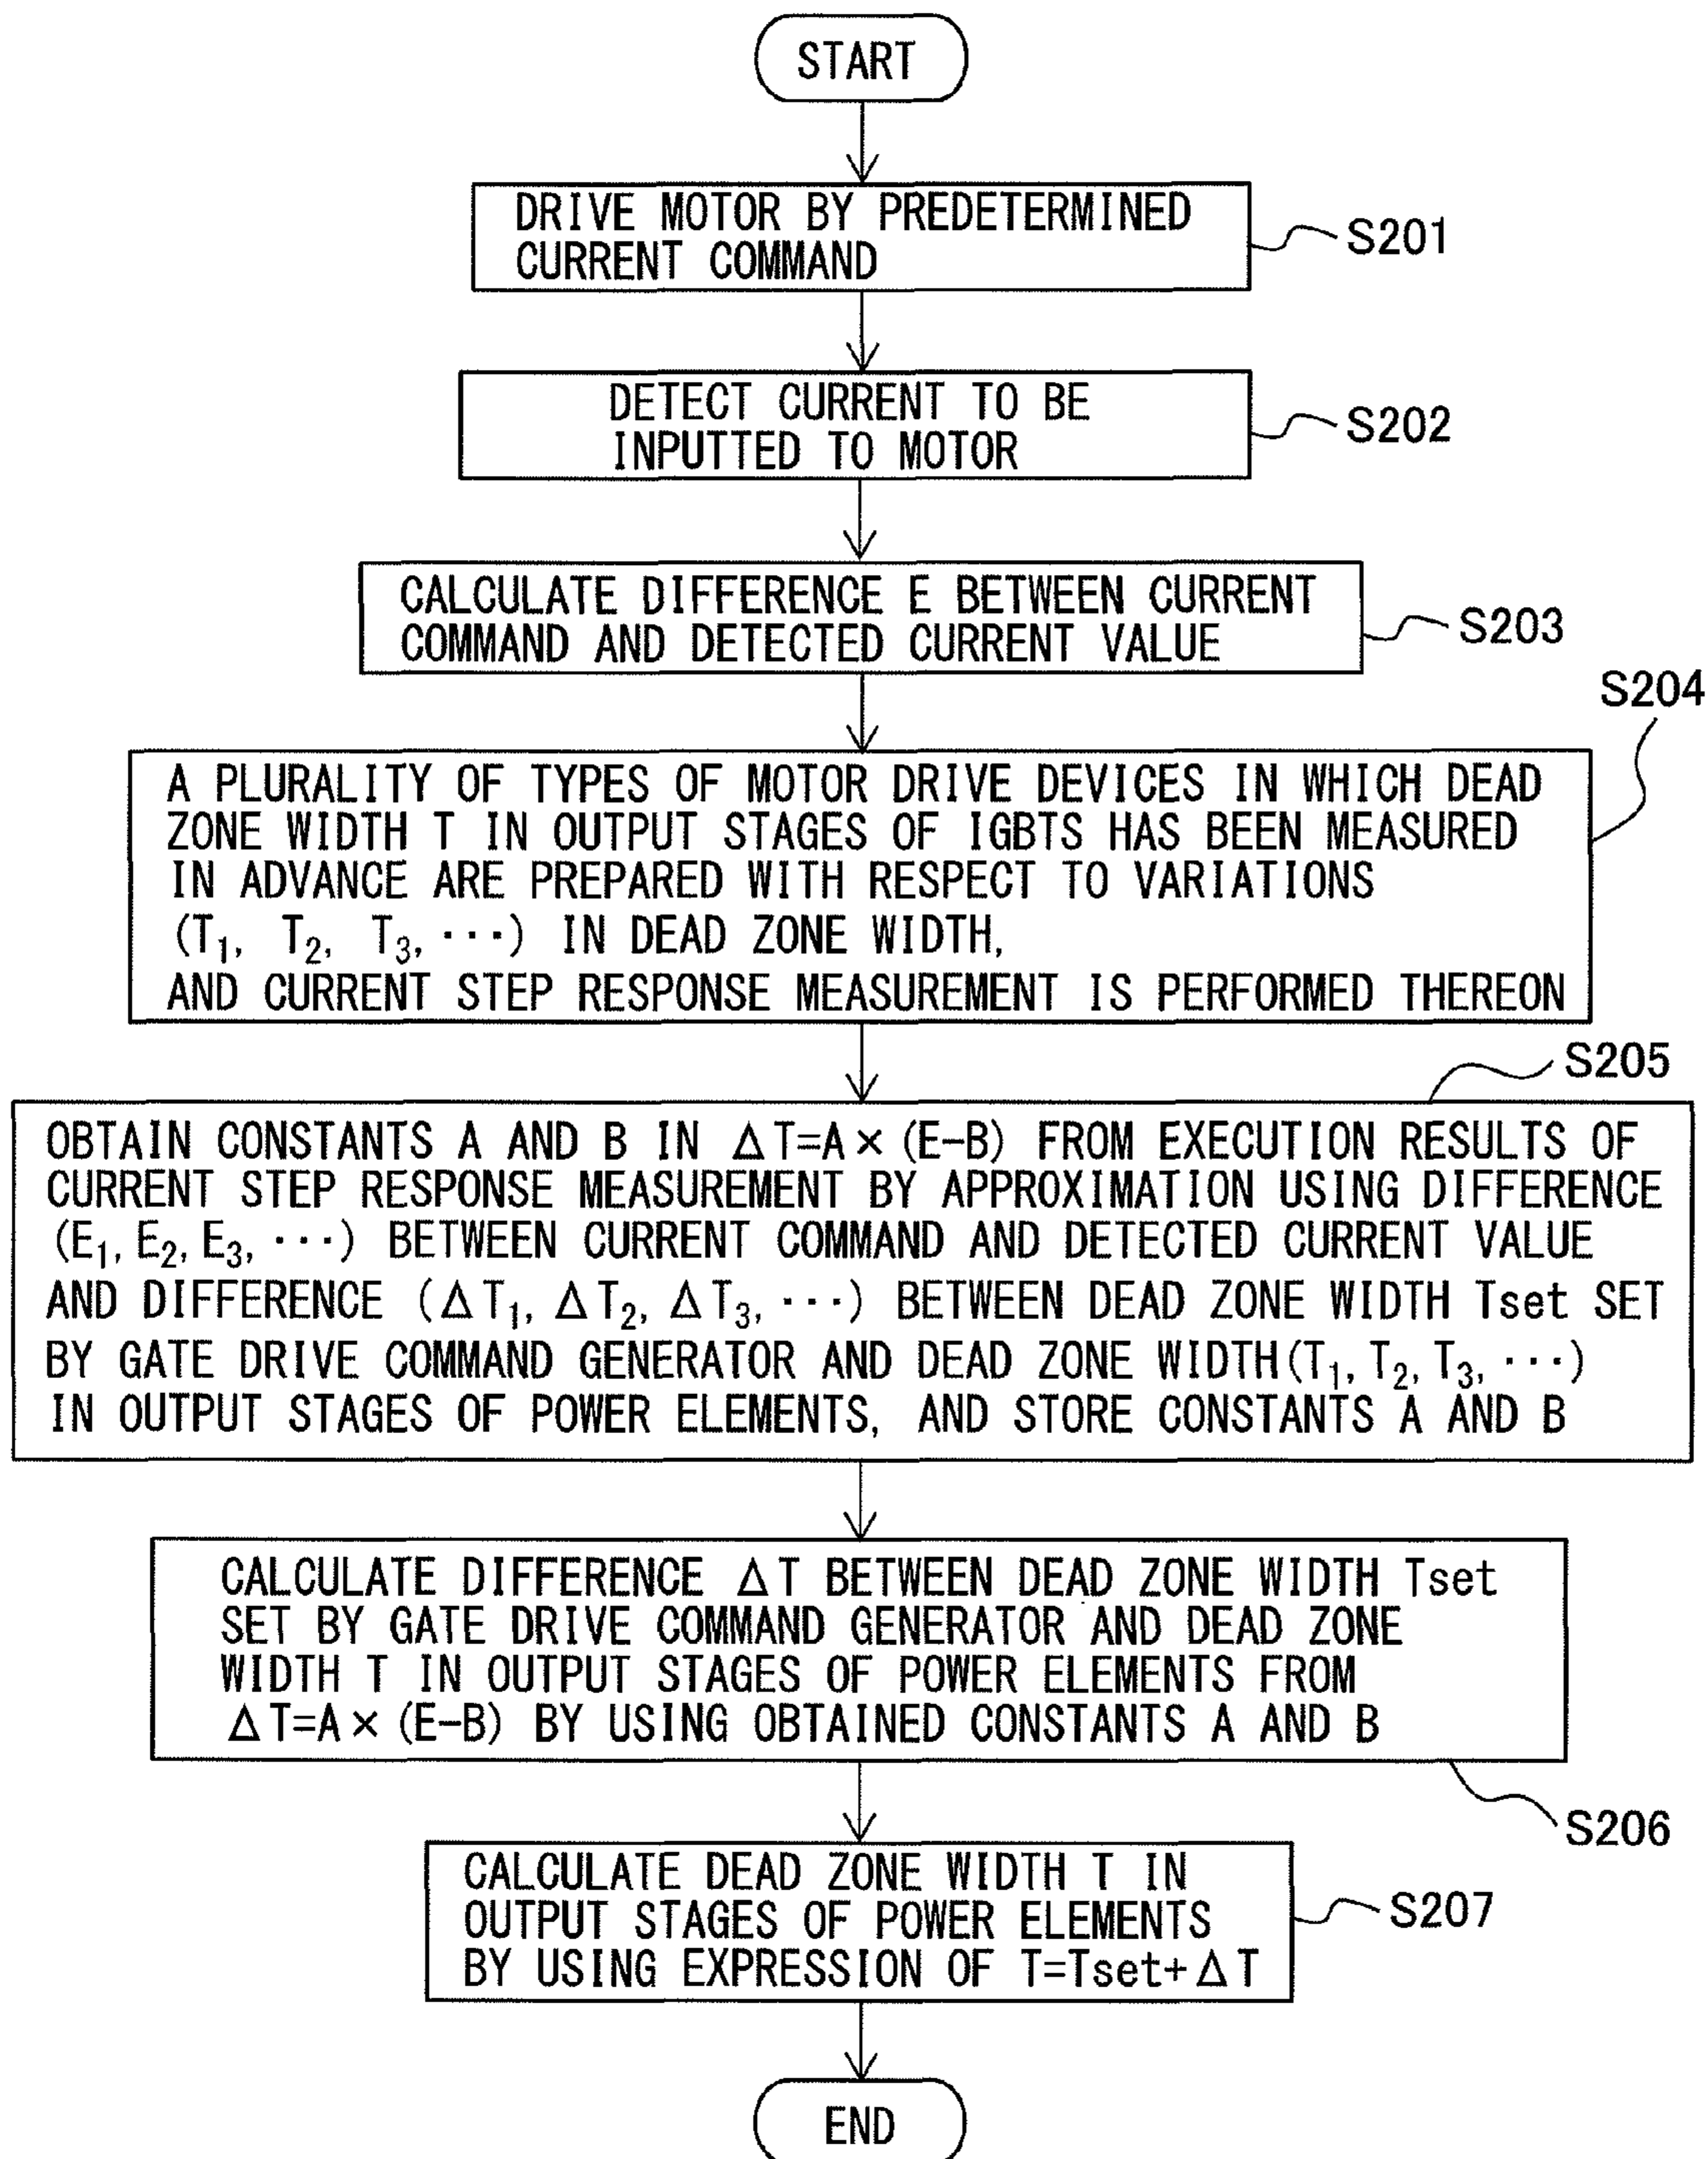 START
DRIVE MOTOR BY PREDETERMINED
CURRENT COMMAND
S201
DETECT CURRENT TO BE
INPUTTED TO MOTOR
S202
CALCULATE DIFFERENCE E BETWEEN CURRENT
COMMAND AND DETECTED CURRENT VALUE
S203
S204
A PLURALITY OF TYPES OF MOTOR DRIVE DEVICES IN WHICH DEAD
ZONE WIDTH T IN OUTPUT STAGES OF IGBTS HAS BEEN MEASURED
IN ADVANCE ARE PREPARED WITH RESPECT TO VARIATIONS
(T₁, T₂, T₃, ···) IN DEAD ZONE WIDTH,
AND CURRENT STEP RESPONSE MEASUREMENT IS PERFORMED THEREON
S205
OBTAIN CONSTANTS A AND B IN ΔT=A×(E-B) FROM EXECUTION RESULTS OF
CURRENT STEP RESPONSE MEASUREMENT BY APPROXIMATION USING DIFFERENCE
(E₁, E₂, E₃, ···) BETWEEN CURRENT COMMAND AND DETECTED CURRENT VALUE
AND DIFFERENCE (ΔT₁, ΔT₂, ΔT₃, ···) BETWEEN DEAD ZONE WIDTH Tset SET
BY GATE DRIVE COMMAND GENERATOR AND DEAD ZONE WIDTH(T₁, T₂, T₃, ···)
IN OUTPUT STAGES OF POWER ELEMENTS, AND STORE CONSTANTS A AND B
CALCULATE DIFFERENCE ΔT BETWEEN DEAD ZONE WIDTH Tset
SET BY GATE DRIVE COMMAND GENERATOR AND DEAD ZONE
WIDTH T IN OUTPUT STAGES OF POWER ELEMENTS FROM
ΔT=A×(E-B) BY USING OBTAINED CONSTANTS A AND B
S206
CALCULATE DEAD ZONE WIDTH T IN
OUTPUT STAGES OF POWER ELEMENTS
BY USING EXPRESSION OF T=Tset+ΔT
S207
END